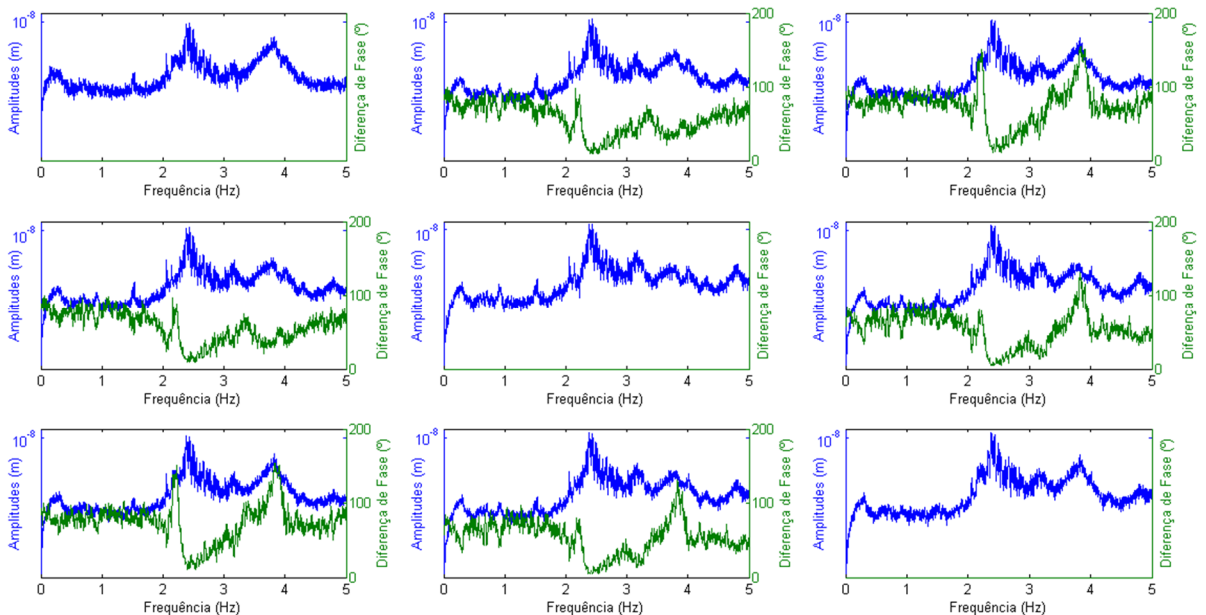 10⁻⁸
Amplitudes (m)
Diferença de Fase (º)
0 1 2 3 4 5
Frequência (Hz)
10⁻⁸
Amplitudes (m)
200
100
0
Diferença de Fase (º)
0 1 2 3 4 5
Frequência (Hz)
10⁻⁸
Amplitudes (m)
200
100
0
Diferença de Fase (º)
0 1 2 3 4 5
Frequência (Hz)
10⁻⁸
Amplitudes (m)
200
100
0
Diferença de Fase (º)
0 1 2 3 4 5
Frequência (Hz)
10⁻⁸
Amplitudes (m)
Diferença de Fase (º)
0 1 2 3 4 5
Frequência (Hz)
10⁻⁸
Amplitudes (m)
200
100
0
Diferença de Fase (º)
0 1 2 3 4 5
Frequência (Hz)
10⁻⁸
Amplitudes (m)
200
100
0
Diferença de Fase (º)
0 1 2 3 4 5
Frequência (Hz)
10⁻⁸
Amplitudes (m)
200
100
0
Diferença de Fase (º)
0 1 2 3 4 5
Frequência (Hz)
10⁻⁸
Amplitudes (m)
Diferença de Fase (º)
0 1 2 3 4 5
Frequência (Hz)